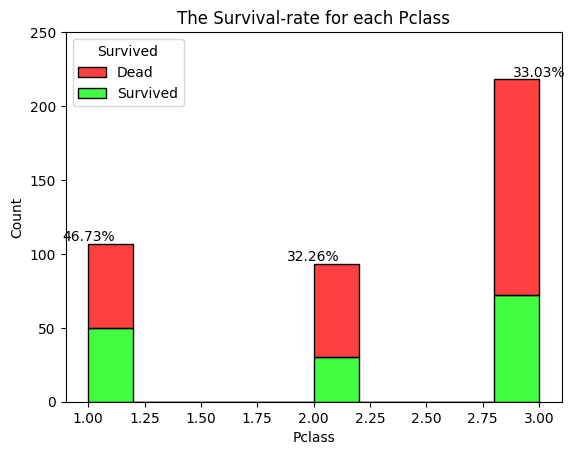 The Survival-rate for each Pclass
250
200
150
100
50
0
Count
Survived
Dead
Survived
46.73%
32.26%
33.03%
1.00 1.25 1.50 1.75 2.00 2.25 2.50 2.75 3.00
Pclass